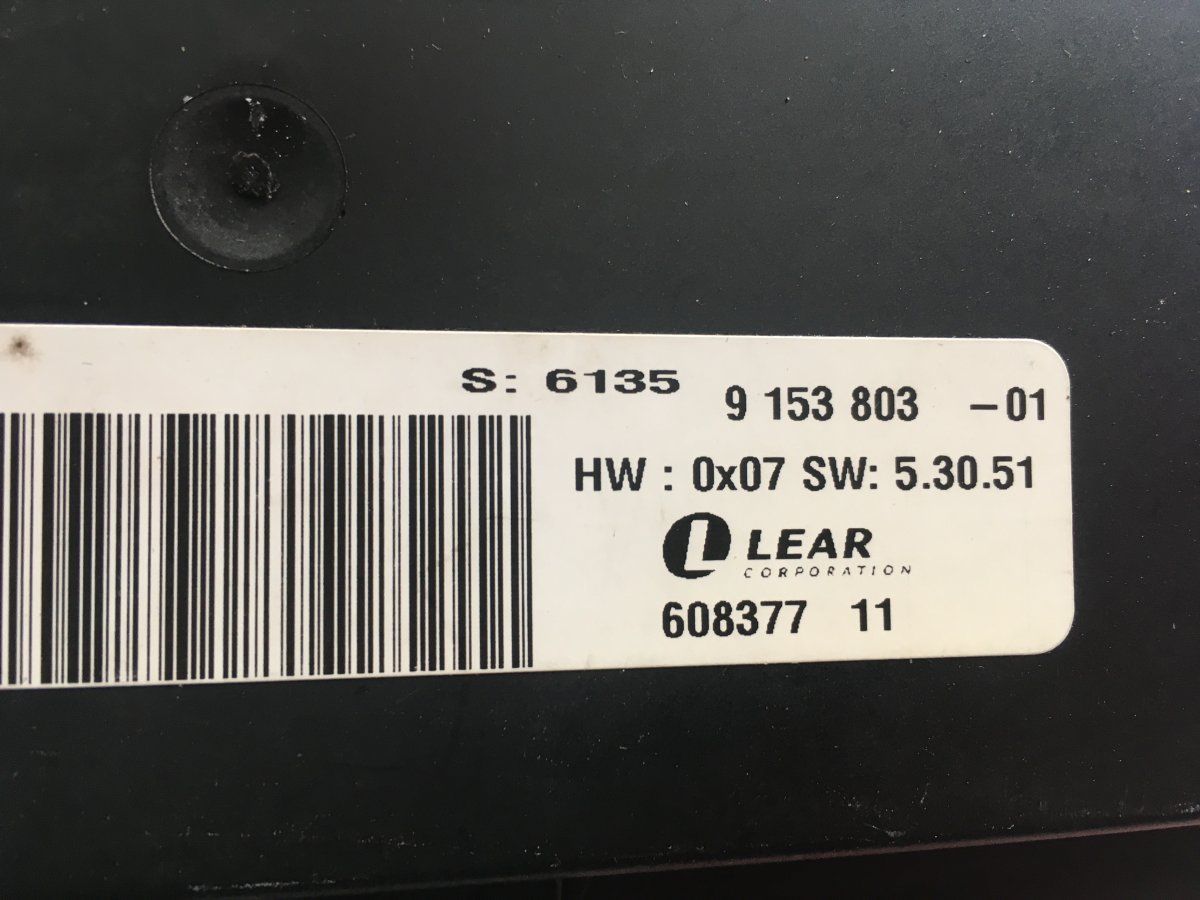 S: 6135
9 153 803 –01
HW : 0x07 SW: 5.30.51
L LEAR
CORPORATION
608377 11